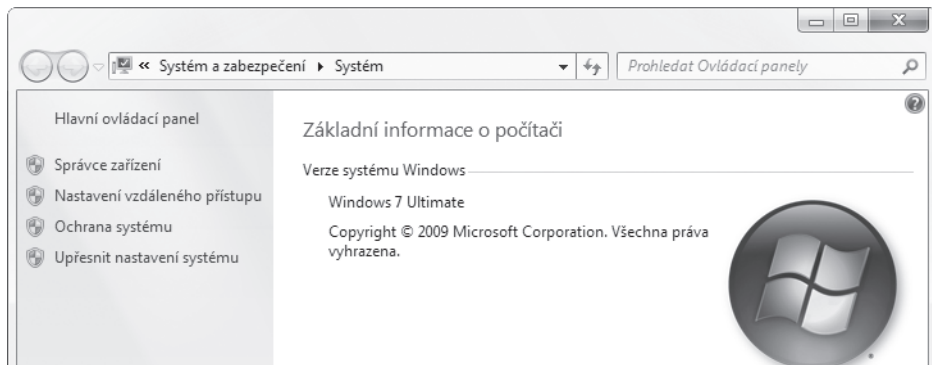 « Systém a zabezpečení ▸ Systém
Prohledat Ovládací panely
Hlavní ovládací panel
Správce zařízení
Nastavení vzdáleného přístupu
Ochrana systému
Upřesnit nastavení systému
Základní informace o počítači
Verze systému Windows
Windows 7 Ultimate
Copyright © 2009 Microsoft Corporation. Všechna práva
vyhrazena.